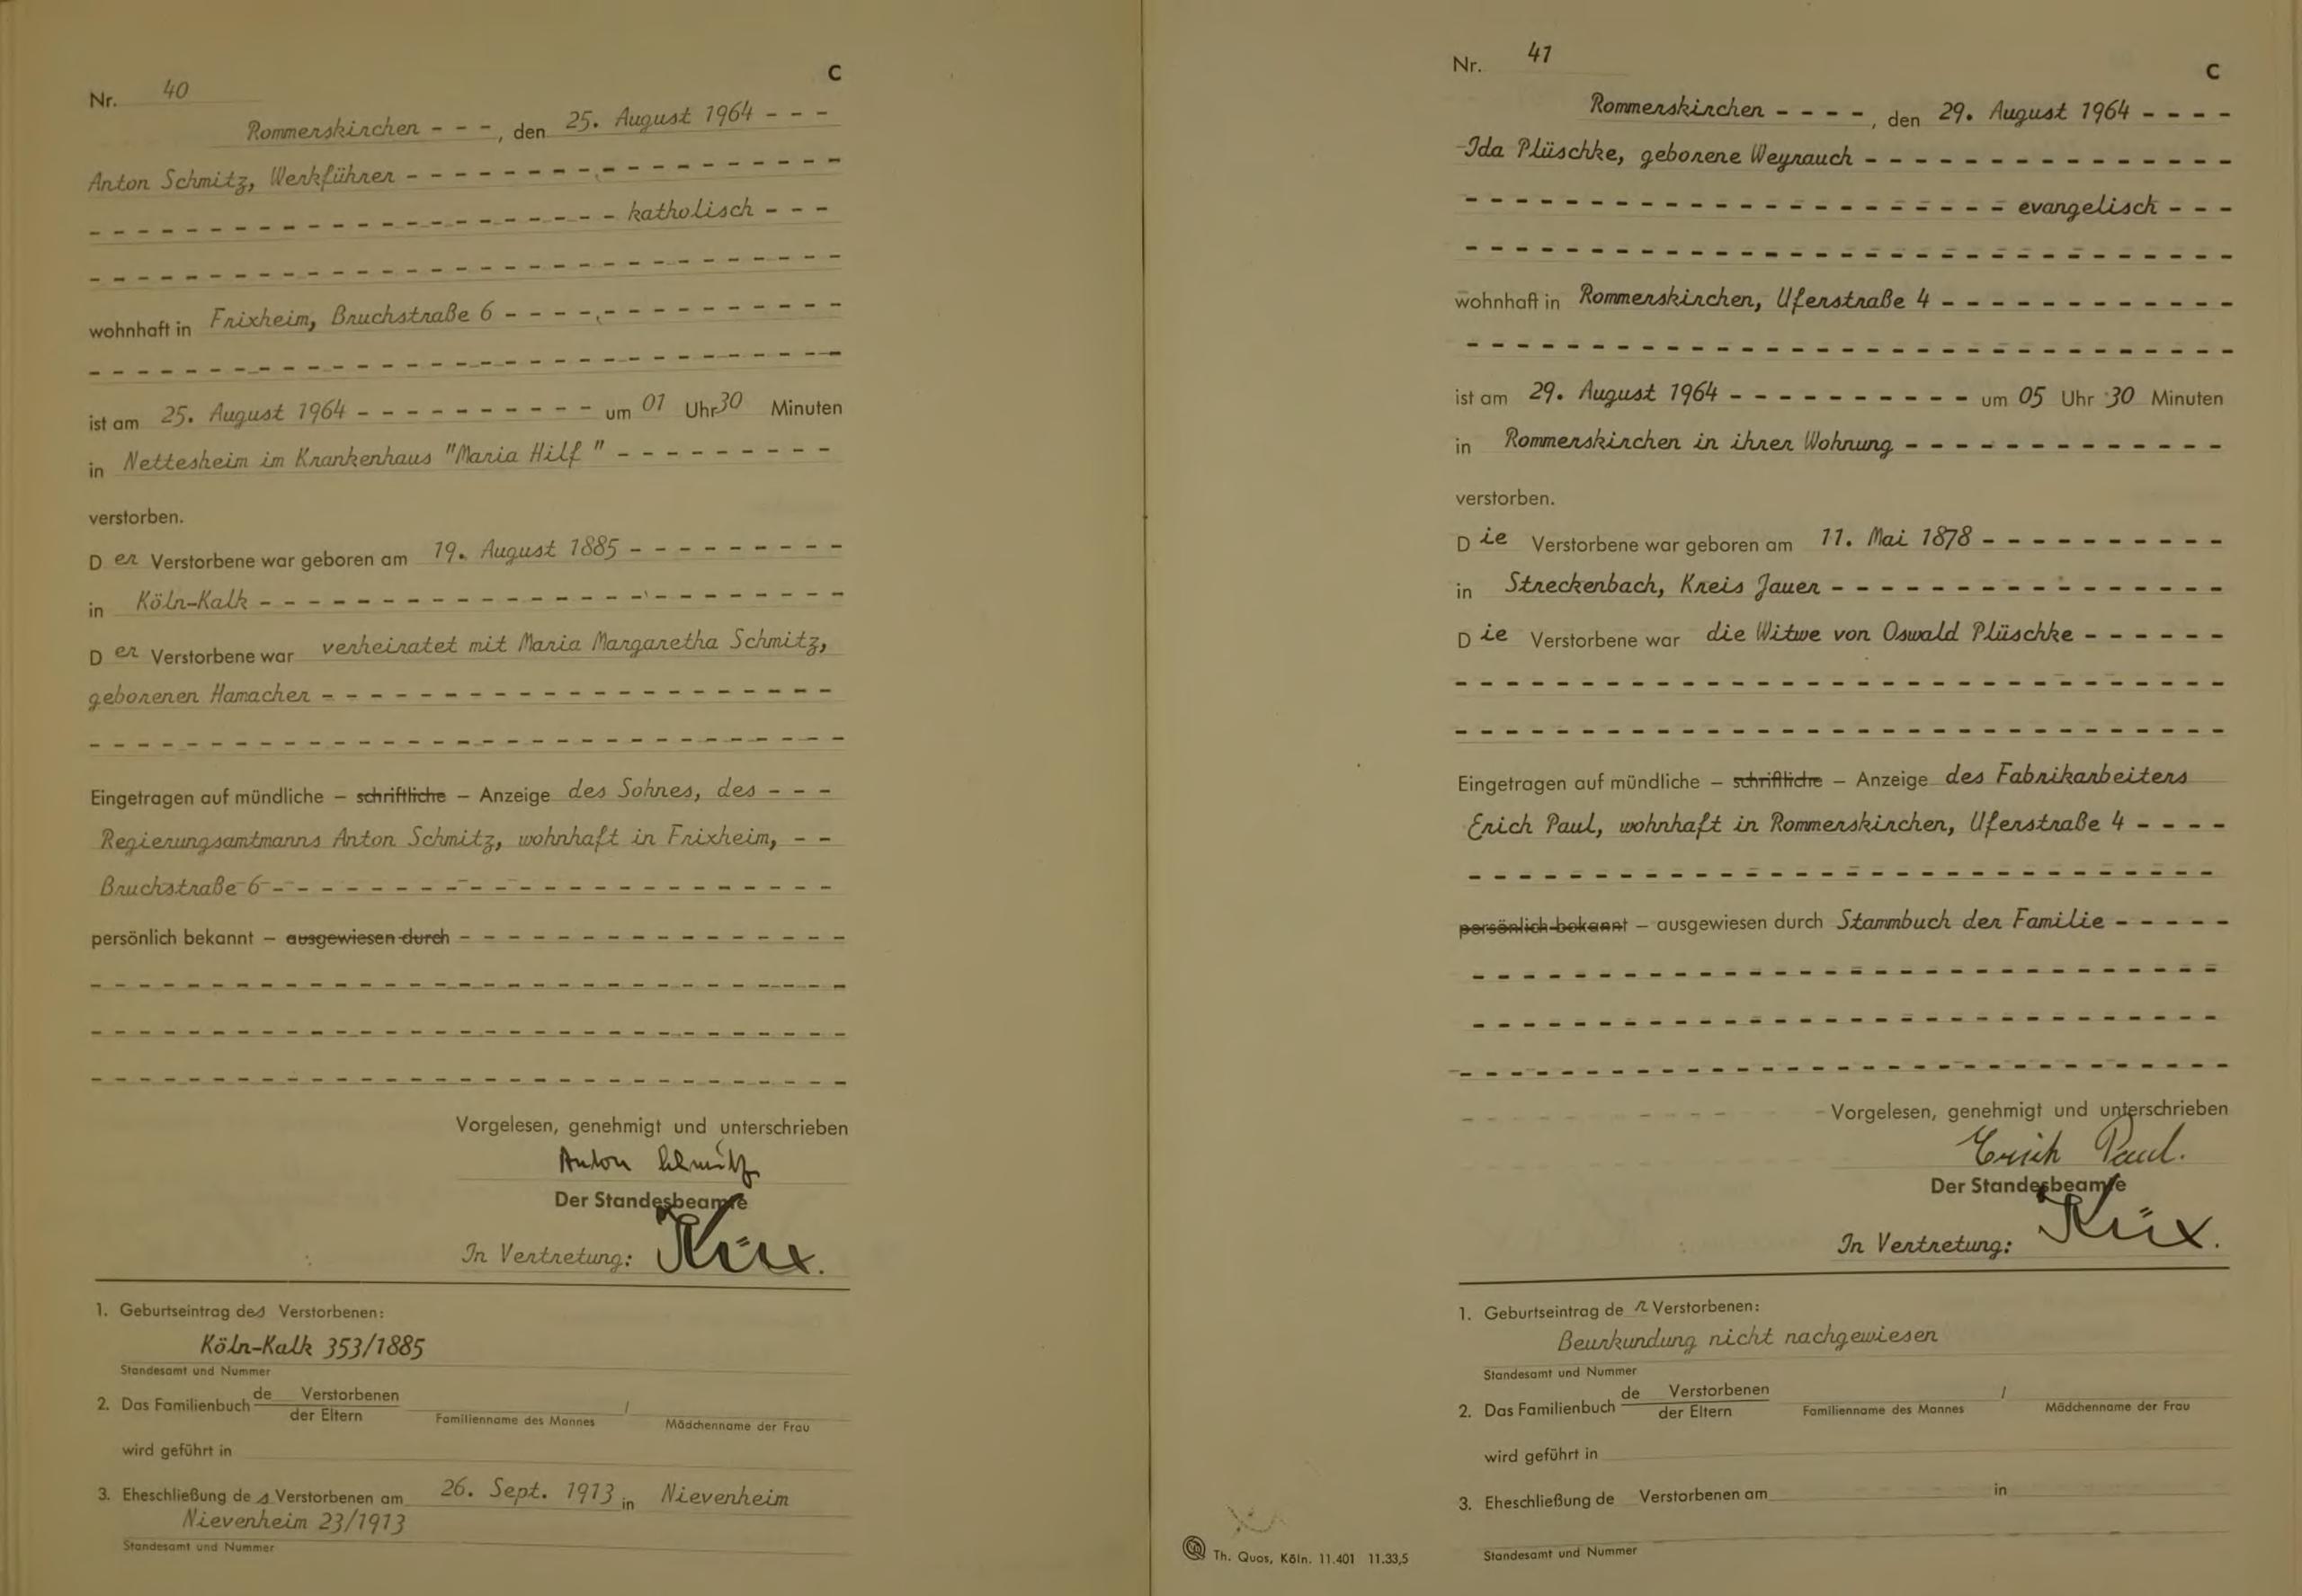 C
Nr. 40
Rommerskirchen - - -, den 25. August 1964 - - -
Anton Schmitz, Werkführer - - - - - - - - - - - - - - - - - -
- - - - - - - - - - - - - - - - - - - - - - katholisch - - -
- - - - - - - - - - - - - - - - - - - - - - - - - - - - - - -
wohnhaft in Frixheim, Bruchstraße 6 - - - - - - - - - - - - - -
- - - - - - - - - - - - - - - - - - - - - - - - - - - - - - -
ist am 25. August 1964 - - - - - - - - - - um 01 Uhr 30 Minuten
in Nettesheim im Krankenhaus "Maria Hilf " - - - - - - - - -
verstorben.
D er Verstorbene war geboren am 19. August 1885 - - - - - - - - -
in Köln-Kalk - - - - - - - - - - - - - - - - - - - - - - - -
D er Verstorbene war verheiratet mit Maria Margaretha Schmitz,
geborenen Hamacher - - - - - - - - - - - - - - - - - - - - -
- - - - - - - - - - - - - - - - - - - - - - - - - - - - - - -
Eingetragen auf mündliche – schriftliche – Anzeige des Sohnes, des - - -
Regierungsamtmanns Anton Schmitz, wohnhaft in Frixheim, - -
Bruchstraße 6 - - - - - - - - - - - - - - - - - - - - - - - -
persönlich bekannt – ausgewiesen durch - - - - - - - - - - - - - - - -
- - - - - - - - - - - - - - - - - - - - - - - - - - - - - - -
- - - - - - - - - - - - - - - - - - - - - - - - - - - - - - -
- - - - - - - - - - - - - - - - - - - - - - - - - - - - - - -
Vorgelesen, genehmigt und unterschrieben
Anton Schmitz
Der Standesbeamte
In Vertretung: Küx.
1. Geburtseintrag des Verstorbenen:
Köln-Kalk 353/1885
Standesamt und Nummer
2. Das Familienbuch de Verstorbenen /
der Eltern Familienname des Mannes Mädchenname der Frau
wird geführt in
3. Eheschließung des Verstorbenen am 26. Sept. 1913 in Nievenheim
Nievenheim 23/1913
Standesamt und Nummer
Nr. 41
C
Rommerskirchen - - - -, den 29. August 1964 - - - -
Ida Plüschke, geborene Weyrauch - - - - - - - - - - - - - - -
- - - - - - - - - - - - - - - - - - - - - - evangelisch - - -
- - - - - - - - - - - - - - - - - - - - - - - - - - - - - - -
wohnhaft in Rommerskirchen, Uferstraße 4 - - - - - - - - - - - -
- - - - - - - - - - - - - - - - - - - - - - - - - - - - - - -
ist am 29. August 1964 - - - - - - - - - - um 05 Uhr 30 Minuten
in Rommerskirchen in ihrer Wohnung - - - - - - - - - - - - -
verstorben.
D ie Verstorbene war geboren am 11. Mai 1878 - - - - - - - - - -
in Streckenbach, Kreis Jauer - - - - - - - - - - - - - - - -
D ie Verstorbene war die Witwe von Oswald Plüschke - - - - - -
- - - - - - - - - - - - - - - - - - - - - - - - - - - - - - -
- - - - - - - - - - - - - - - - - - - - - - - - - - - - - - -
Eingetragen auf mündliche – schriftliche – Anzeige des Fabrikarbeiters
Erich Paul, wohnhaft in Rommerskirchen, Uferstraße 4 - - - -
- - - - - - - - - - - - - - - - - - - - - - - - - - - - - - -
persönlich bekannt – ausgewiesen durch Stammbuch der Familie - - - - -
- - - - - - - - - - - - - - - - - - - - - - - - - - - - - - -
- - - - - - - - - - - - - - - - - - - - - - - - - - - - - - -
- - - - - - - - - - - - - - - - - - - - - - - - - - - - - - -
Vorgelesen, genehmigt und unterschrieben
Erich Paul.
Der Standesbeamte
In Vertretung: Küx.
1. Geburtseintrag de r Verstorbenen:
Beurkundung nicht nachgewiesen
Standesamt und Nummer
2. Das Familienbuch de Verstorbenen /
der Eltern Familienname des Mannes Mädchenname der Frau
wird geführt in
3. Eheschließung de Verstorbenen am in
Standesamt und Nummer
Th. Quos, Köln. 11.401 11.33,5